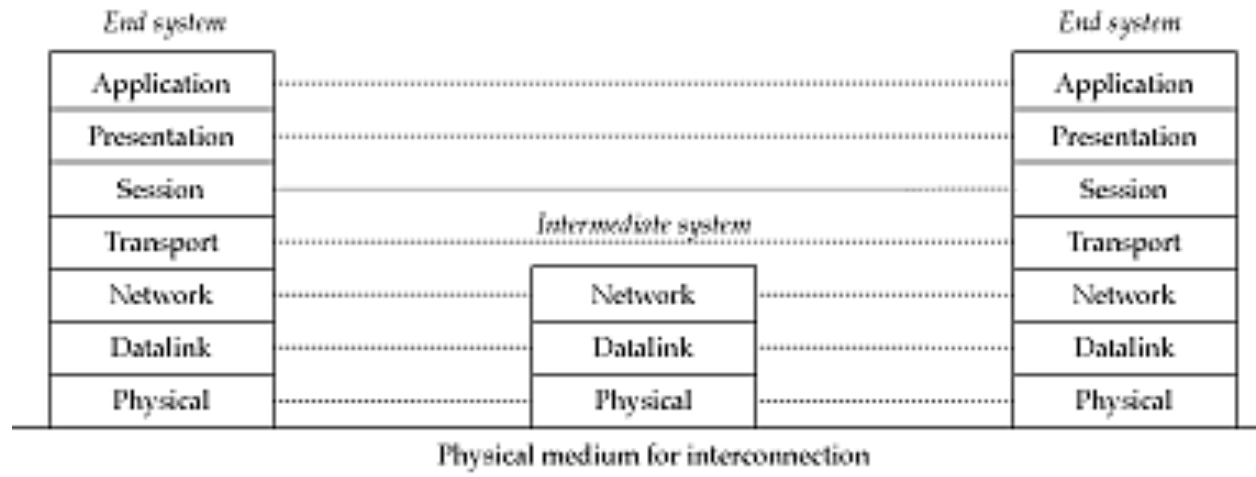 End system End system
Application Application
Presentation Presentation
Session Session
Intermediate system
Transport Transport
Network Network Network
Datalink Datalink Datalink
Physical Physical Physical
Physical medium for interconnection